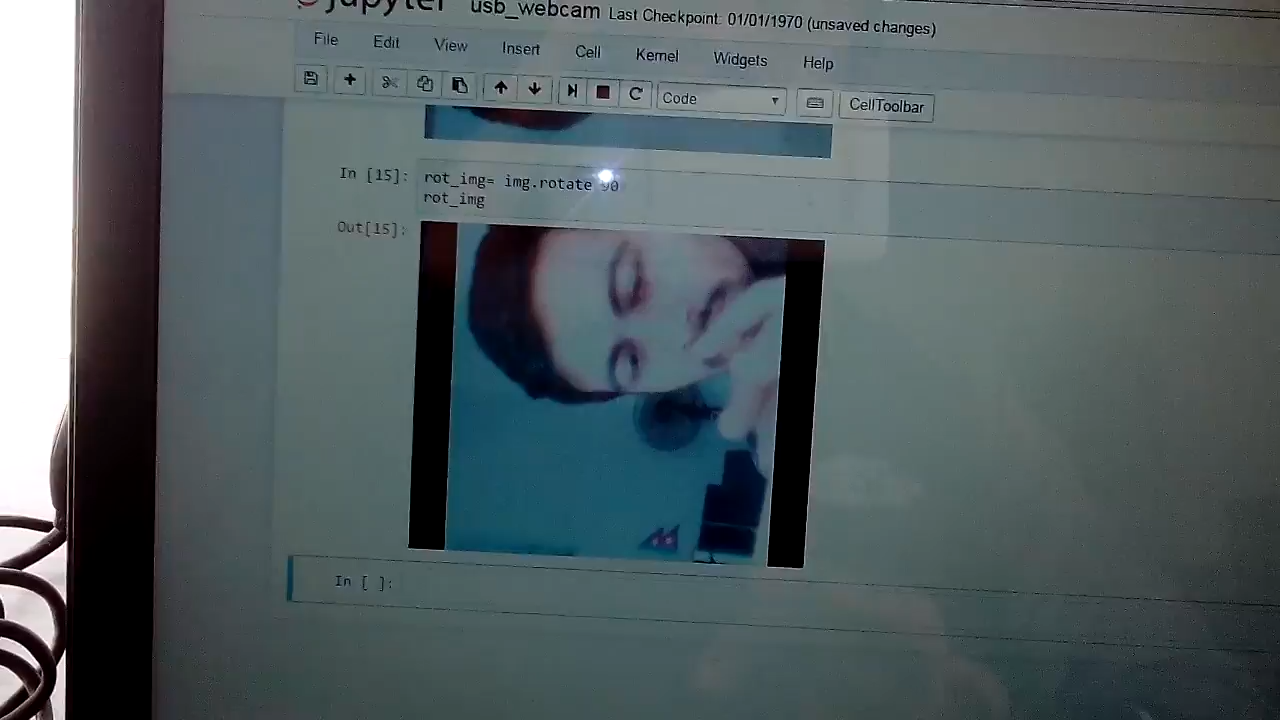 jupyter usb_webcam Last Checkpoint: 01/01/1970 (unsaved changes)
File Edit View Insert Cell Kernel Widgets Help
Code CellToolbar
In [15]: rot_img= img.rotate 90
rot_img
Out[15]:
In [ ]: